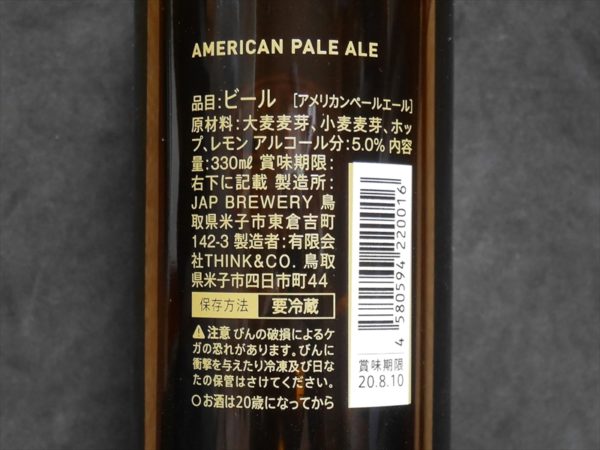 AMERICAN PALE ALE
品目:ビール [アメリカンペールエール]
原材料:大麦麦芽、小麦麦芽、ホッ
プ、レモン アルコール分:5.0% 内容
量:330㎖ 賞味期限:
右下に記載 製造所:
JAP BREWERY 鳥
取県米子市東倉吉町
142-3 製造者:有限会
社THINK&CO. 鳥取
県米子市四日市町44
保存方法 要冷蔵
⚠注意 びんの破損によるケ
ガの恐れがあります。びんに
衝撃を与えたり冷凍及び日な
たの保管はさけてください。
○お酒は20歳になってから
4 580594 220016
賞味期限
20.8.10